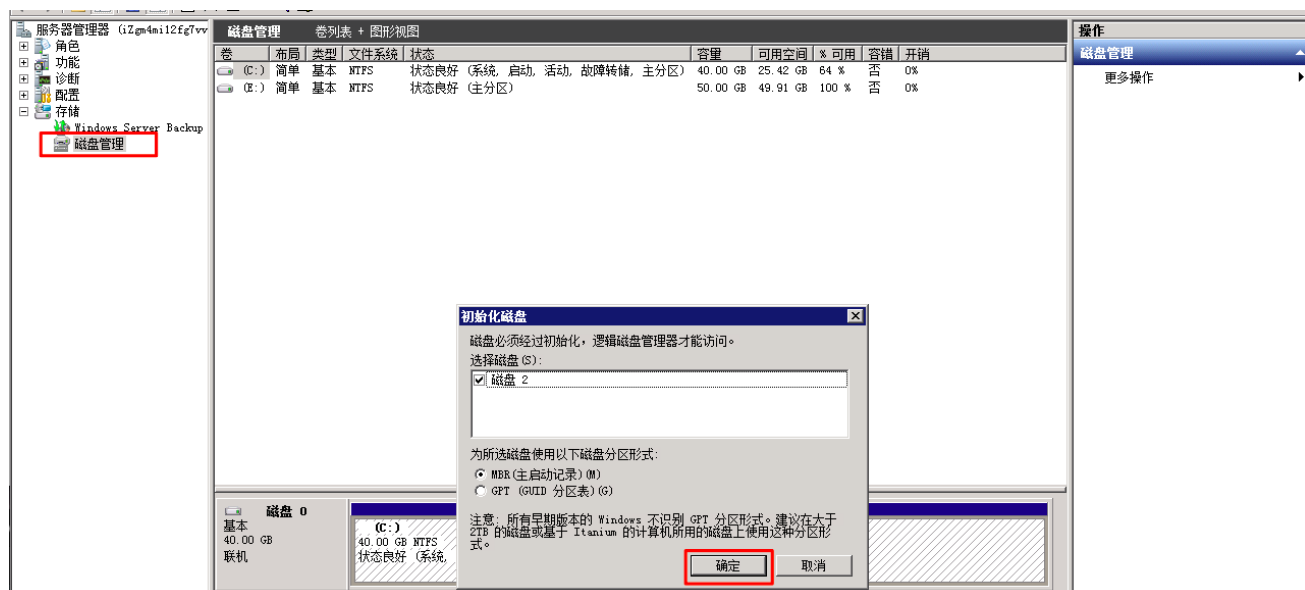 服务器管理器 (iZgm4mi12fg7vv
角色
功能
诊断
配置
存储
Windows Server Backup
磁盘管理
磁盘管理 卷列表 + 图形视图
卷 布局 类型 文件系统 状态 容量 可用空间 % 可用 容错 开销
(C:) 简单 基本 NTFS 状态良好 (系统, 启动, 活动, 故障转储, 主分区) 40.00 GB 25.42 GB 64 % 否 0%
(E:) 简单 基本 NTFS 状态良好 (主分区) 50.00 GB 49.91 GB 100 % 否 0%
操作
磁盘管理
更多操作
初始化磁盘
磁盘必须经过初始化，逻辑磁盘管理器才能访问。
选择磁盘(S):
磁盘 2
为所选磁盘使用以下磁盘分区形式:
MBR(主启动记录)(M)
GPT (GUID 分区表)(G)
注意: 所有早期版本的 Windows 不识别 GPT 分区形式。建议在大于
2TB 的磁盘或基于 Itanium 的计算机所用的磁盘上使用这种分区形
式。
确定 取消
磁盘 0
基本
40.00 GB
联机
(C:)
40.00 GB NTFS
状态良好 (系统,